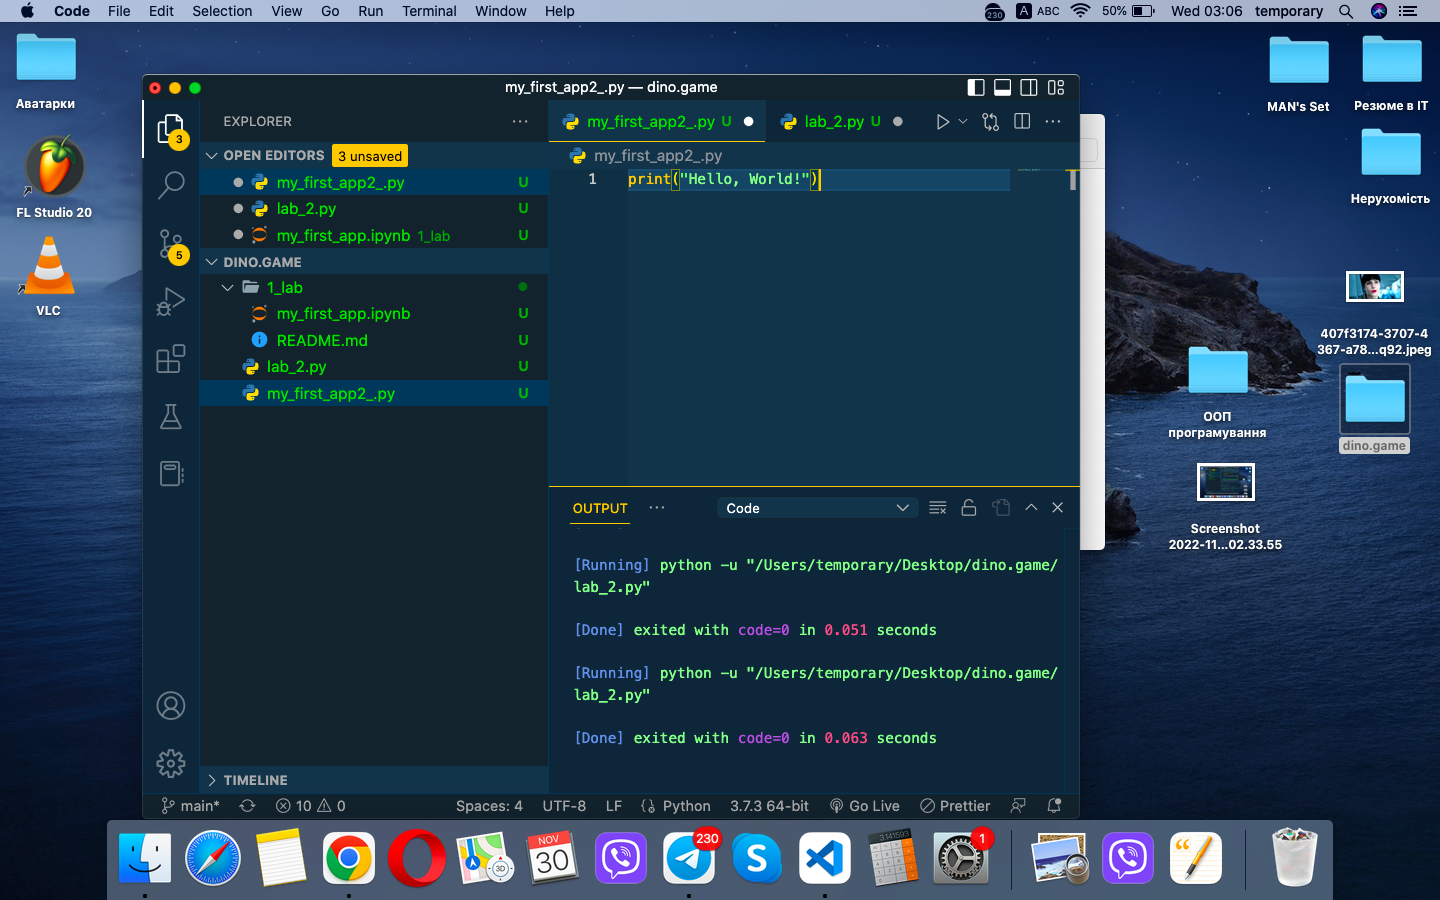 Code File Edit Selection View Go Run Terminal Window Help
230 A ABC 50% Wed 03:06 temporary
Аватарки
FL Studio 20
VLC
my_first_app2_.py — dino.game
3
5
EXPLORER
OPEN EDITORS 3 unsaved
my_first_app2_.py U
lab_2.py U
my_first_app.ipynb 1_lab U
DINO.GAME
1_lab
my_first_app.ipynb U
README.md U
lab_2.py U
my_first_app2_.py U
TIMELINE
my_first_app2_.py U
lab_2.py U
my_first_app2_.py
1 print("Hello, World!")
OUTPUT
Code
[Running] python -u "/Users/temporary/Desktop/dino.game/
lab_2.py"
[Done] exited with code=0 in 0.051 seconds
[Running] python -u "/Users/temporary/Desktop/dino.game/
lab_2.py"
[Done] exited with code=0 in 0.063 seconds
main* 10 0 Spaces: 4 UTF-8 LF Python 3.7.3 64-bit Go Live Prettier
MAN's Set
Резюме в IT
Нерухомість
407f3174-3707-4
367-a78...q92.jpeg
ООП
програмування
dino.game
Screenshot
2022-11...02.33.55
3D
NOV
30
230
S
3141593
1